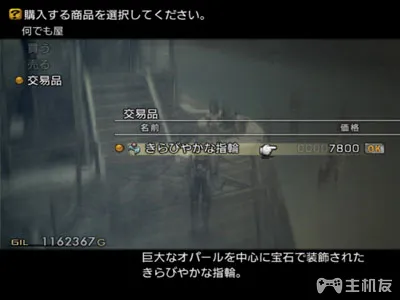 購入する商品を選択してください。
何でも屋
買う
売る
交易品
交易品
名前 価格
きらびやかな指輪 00007800 OK
GIL 1162367 G
巨大なオパールを中心に宝石で装飾された
きらびやかな指輪。
主机友